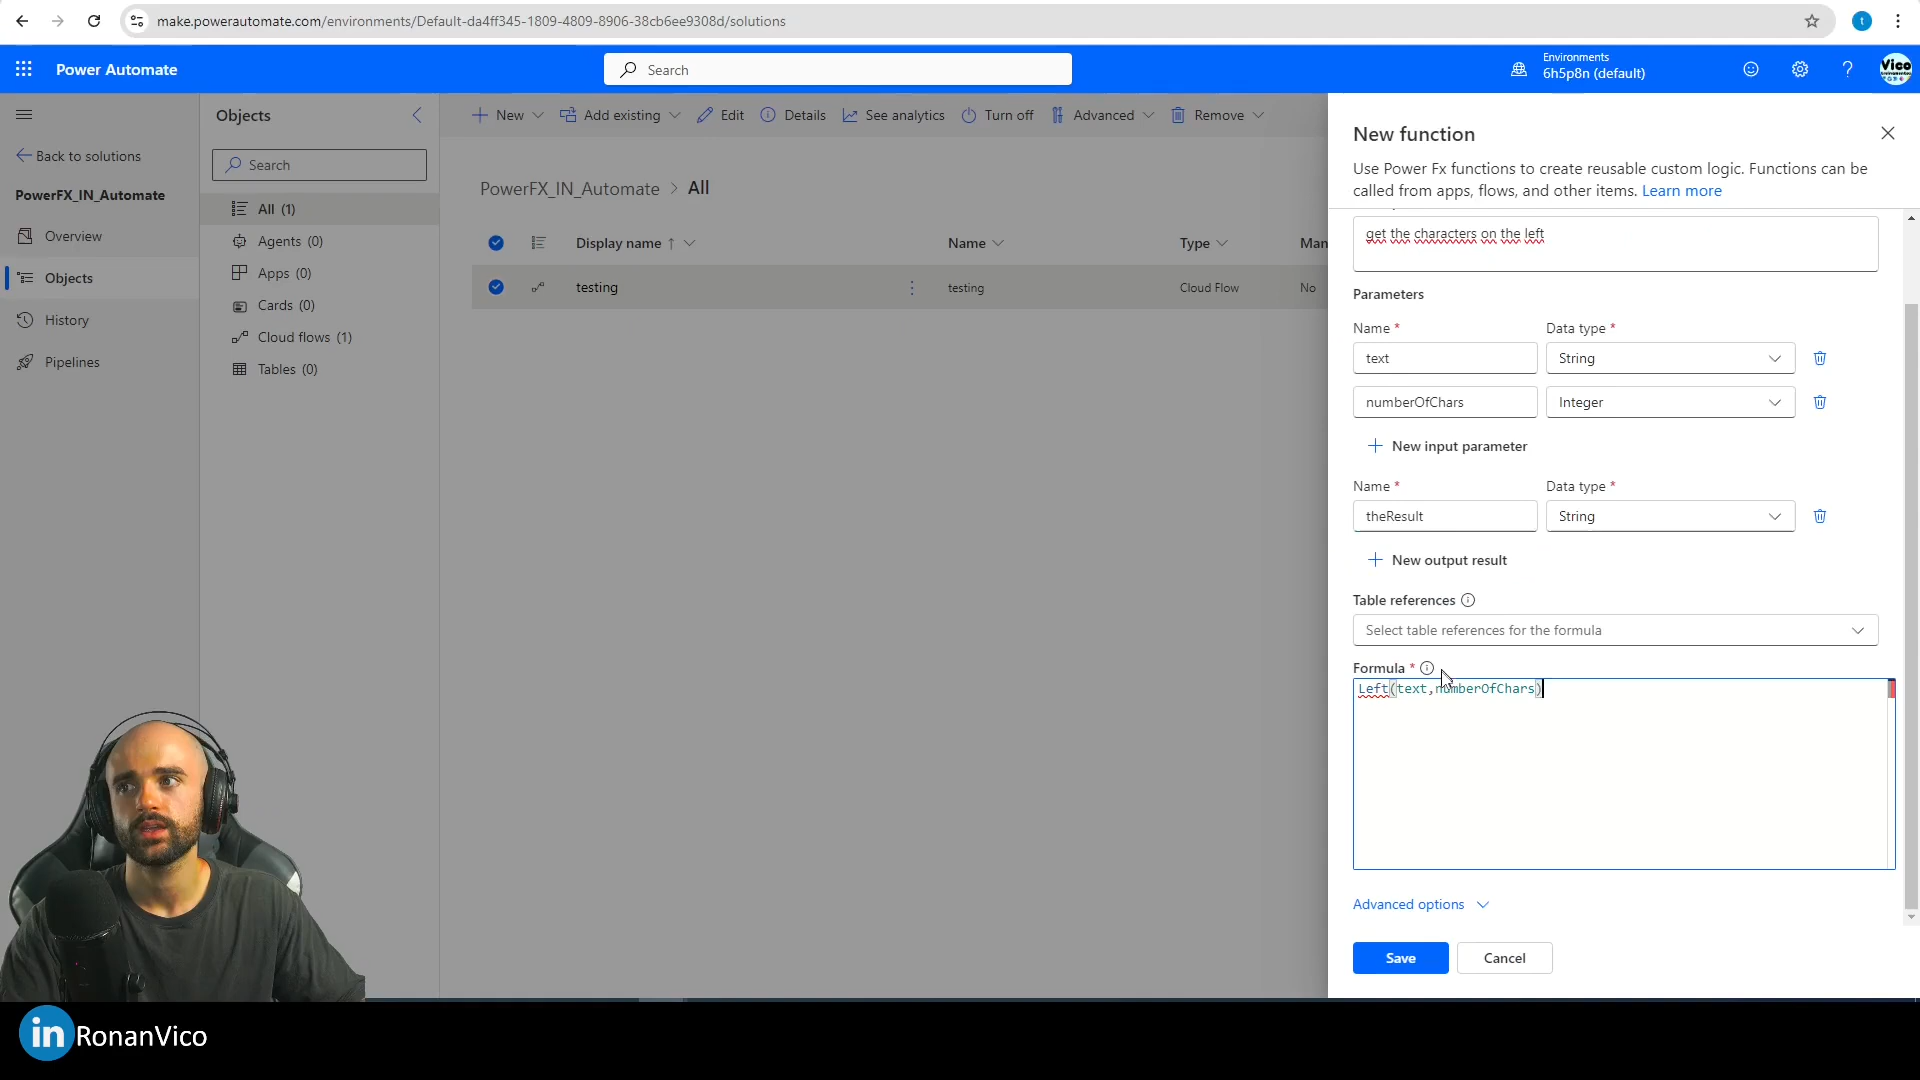 make.powerautomate.com/environments/Default-da4ff345-1809-4809-8906-38cb6ee9308d/solutions
t
Power Automate
Search
Environments
6h5p8n (default)
Vico
Objects
New
Add existing
Edit
Details
See analytics
Turn off
Advanced
Remove
Back to solutions
Search
PowerFX_IN_Automate
Overview
Objects
History
Pipelines
All (1)
Agents (0)
Apps (0)
Cards (0)
Cloud flows (1)
Tables (0)
PowerFX_IN_Automate > All
Display name ↑ Name Type Man
testing testing Cloud Flow No
New function
Use Power Fx functions to create reusable custom logic. Functions can be
called from apps, flows, and other items. Learn more
get the characters on the left
Parameters
Name * Data type *
text String
numberOfChars Integer
New input parameter
Name * Data type *
theResult String
New output result
Table references
Select table references for the formula
Formula *
Left(text,numberOfChars)
Advanced options
Save Cancel
in RonanVico